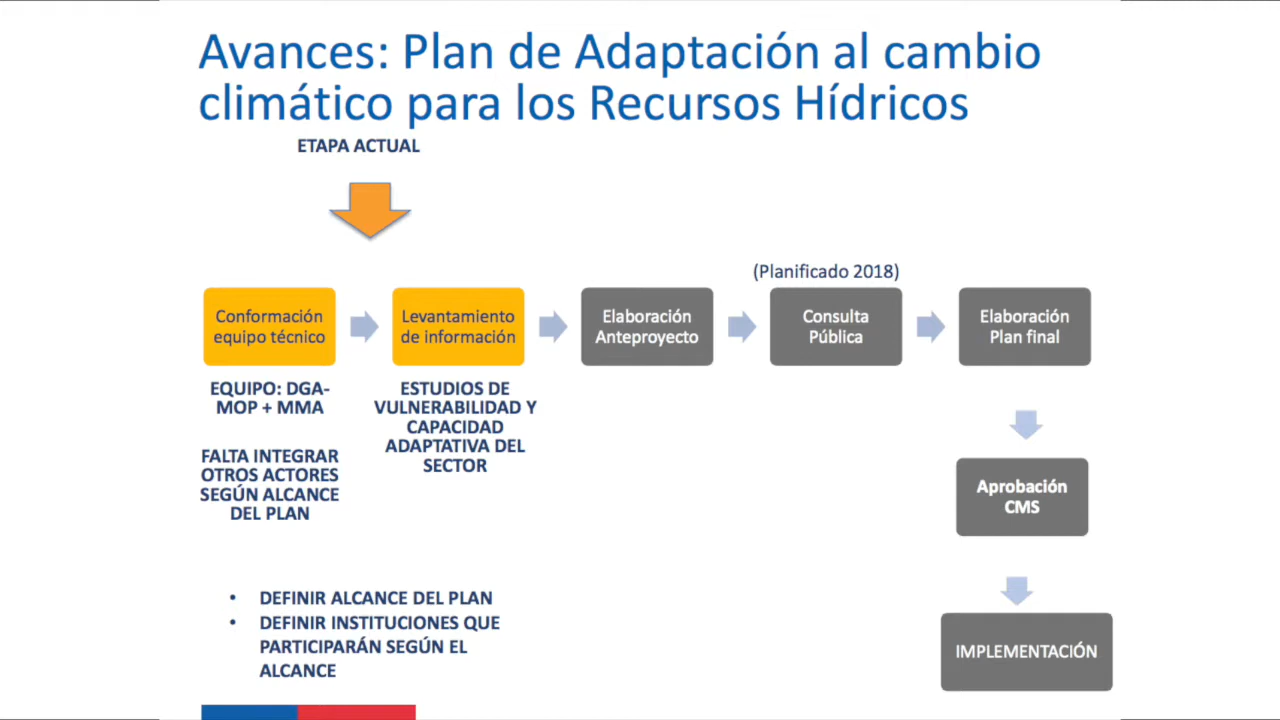 Avances: Plan de Adaptación al cambio
climático para los Recursos Hídricos
ETAPA ACTUAL
(Planificado 2018)
Conformación
equipo técnico
Levantamiento
de información
Elaboración
Anteproyecto
Consulta
Pública
Elaboración
Plan final
EQUIPO: DGA-
MOP + MMA
FALTA INTEGRAR
OTROS ACTORES
SEGÚN ALCANCE
DEL PLAN
ESTUDIOS DE
VULNERABILIDAD Y
CAPACIDAD
ADAPTATIVA DEL
SECTOR
Aprobación
CMS
IMPLEMENTACIÓN
• DEFINIR ALCANCE DEL PLAN
• DEFINIR INSTITUCIONES QUE
PARTICIPARÁN SEGÚN EL
ALCANCE